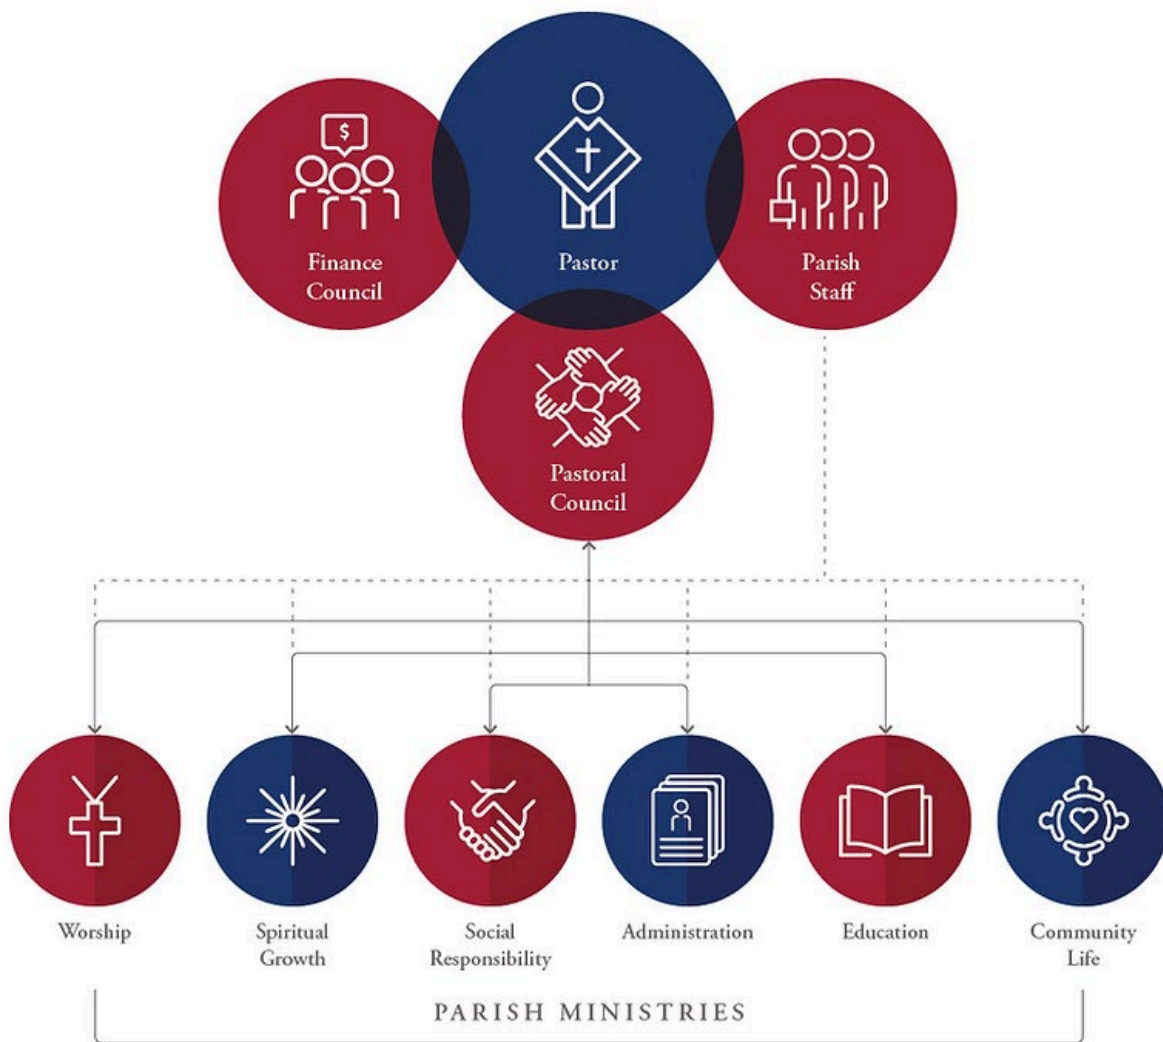 $
Finance
Council
Pastor
Parish
Staff
Pastoral
Council
Worship
Spiritual
Growth
Social
Responsibility
Administration
Education
Community
Life
PARISH MINISTRIES